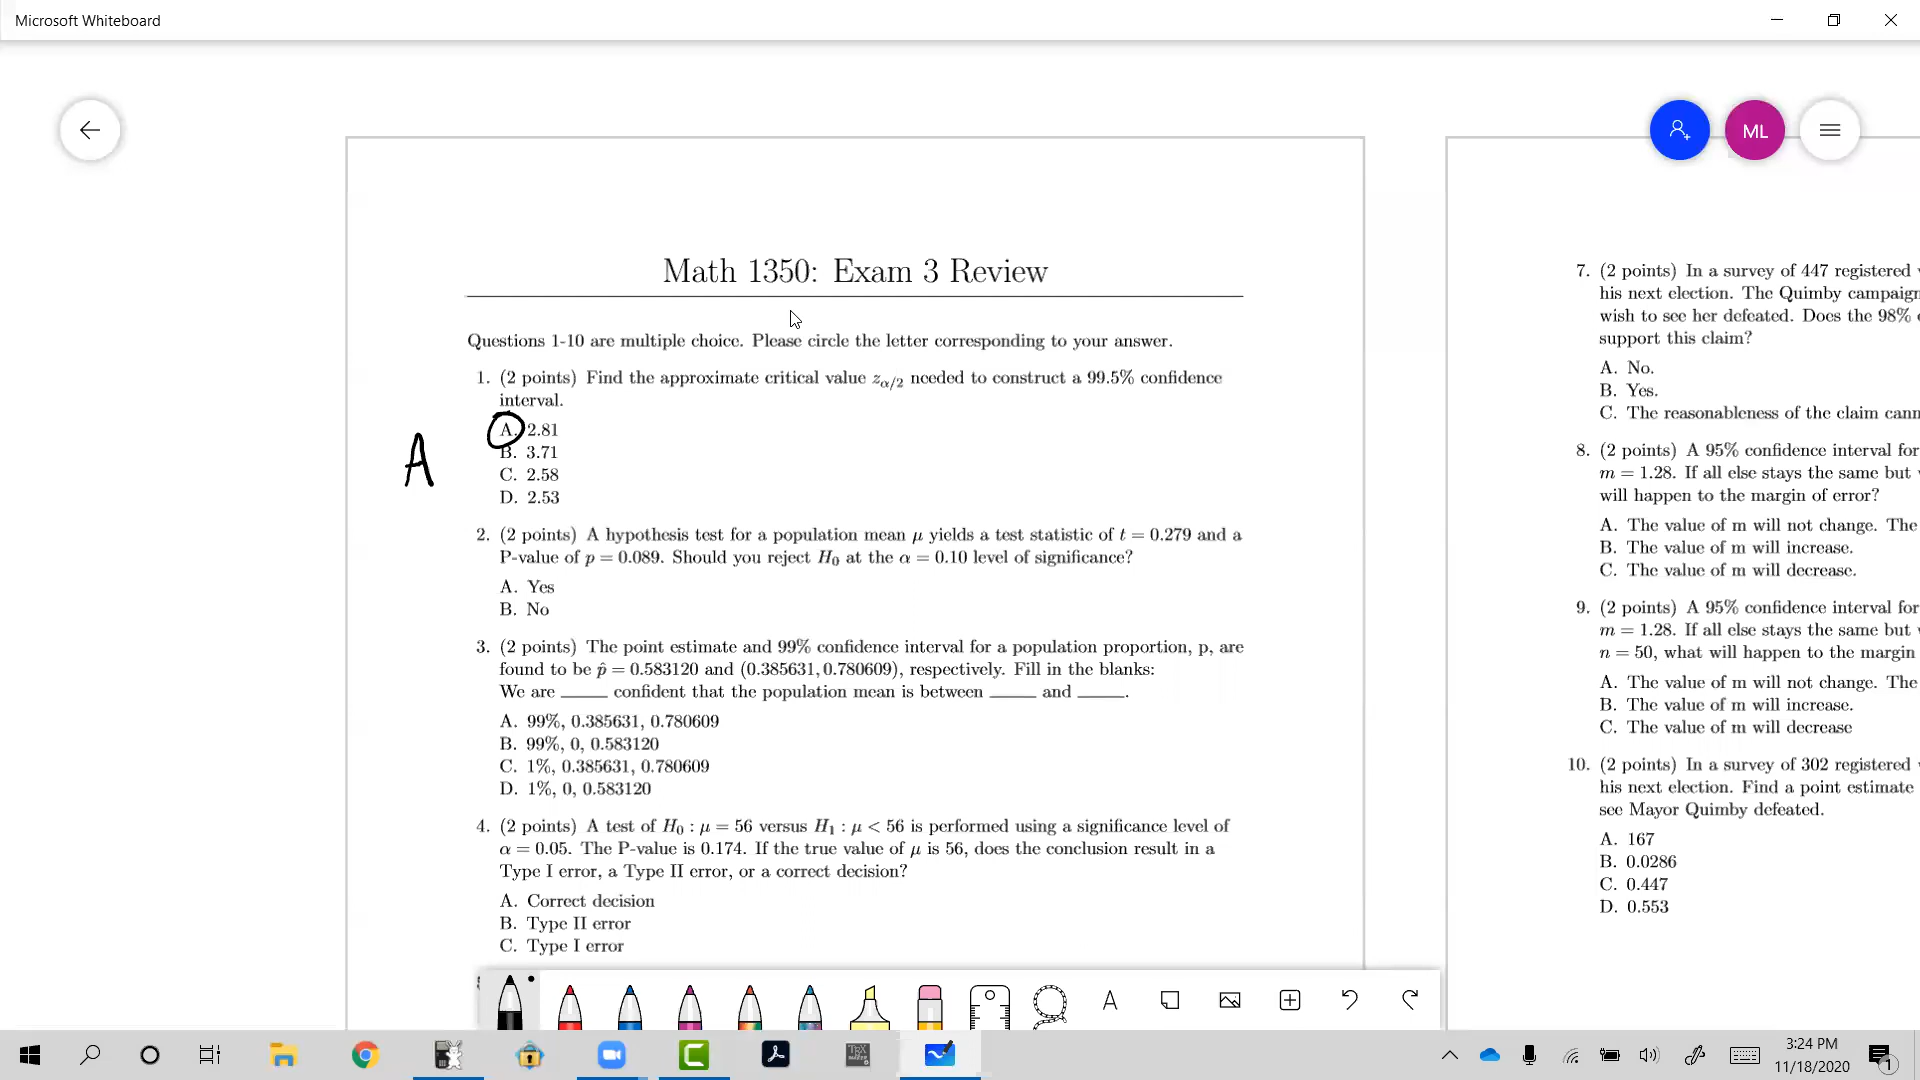 Microsoft Whiteboard
ML
Math 1350: Exam 3 Review
Questions 1-10 are multiple choice. Please circle the letter corresponding to your answer.
1. (2 points) Find the approximate critical value zα/2 needed to construct a 99.5% confidence
interval.
A. 2.81
B. 3.71
C. 2.58
D. 2.53
A
2. (2 points) A hypothesis test for a population mean μ yields a test statistic of t = 0.279 and a
P-value of p = 0.089. Should you reject H0 at the α = 0.10 level of significance?
A. Yes
B. No
3. (2 points) The point estimate and 99% confidence interval for a population proportion, p, are
found to be p̂ = 0.583120 and (0.385631, 0.780609), respectively. Fill in the blanks:
We are _____ confident that the population mean is between _____ and _____.
A. 99%, 0.385631, 0.780609
B. 99%, 0, 0.583120
C. 1%, 0.385631, 0.780609
D. 1%, 0, 0.583120
4. (2 points) A test of H0 : μ = 56 versus H1 : μ < 56 is performed using a significance level of
α = 0.05. The P-value is 0.174. If the true value of μ is 56, does the conclusion result in a
Type I error, a Type II error, or a correct decision?
A. Correct decision
B. Type II error
C. Type I error
7. (2 points) In a survey of 447 registered
his next election. The Quimby campaign
wish to see her defeated. Does the 98%
support this claim?
A. No.
B. Yes.
C. The reasonableness of the claim
8. (2 points) A 95% confidence interval for
m = 1.28. If all else stays the same but
will happen to the margin of error?
A. The value of m will not change. The
B. The value of m will increase.
C. The value of m will decrease.
9. (2 points) A 95% confidence interval for
m = 1.28. If all else stays the same but
n = 50, what will happen to the margin
A. The value of m will not change. The
B. The value of m will increase.
C. The value of m will decrease
10. (2 points) In a survey of 302 registered
his next election. Find a point estimate
see Mayor Quimby defeated.
A. 167
B. 0.0286
C. 0.447
D. 0.553
3:24 PM
11/18/2020
1